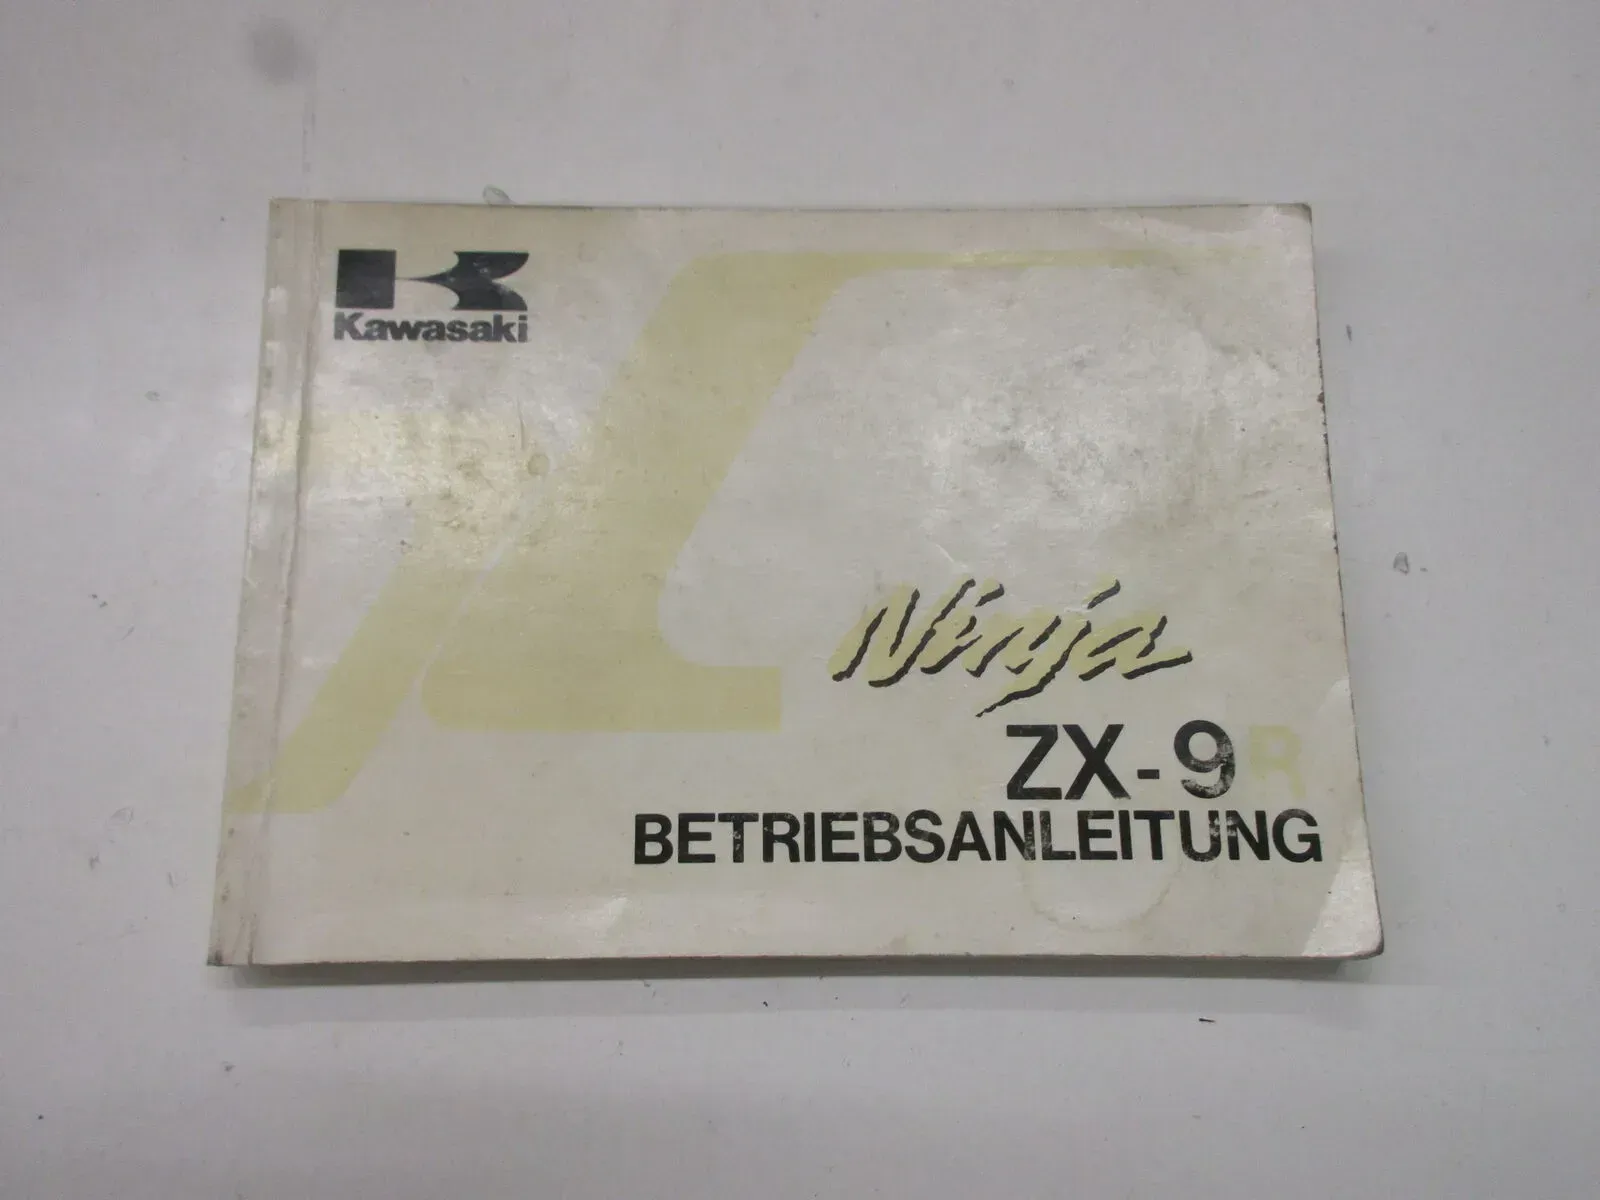 Kawasaki
Ninja
ZX-9R
BETRIEBSANLEITUNG